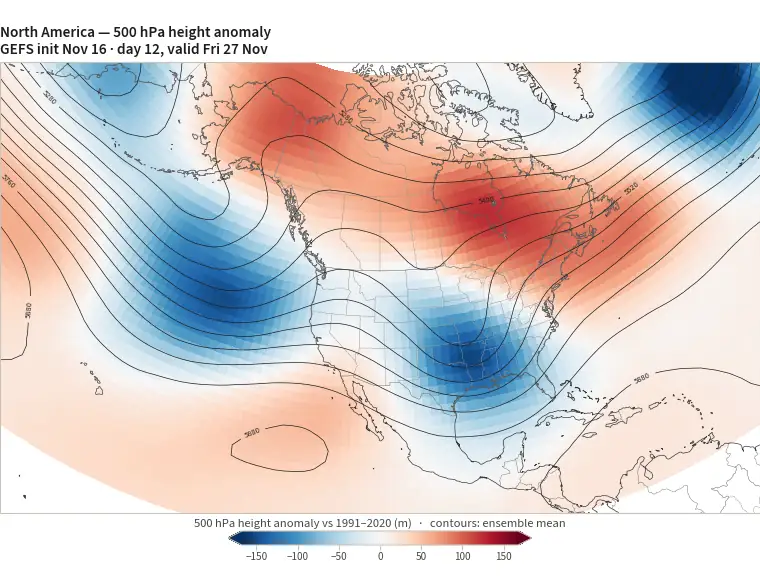 North America — 500 hPa height anomaly
GEFS init Nov 16 · day 12, valid Fri 27 Nov
5280
5760
5880
5400
5520
5880
5880
500 hPa height anomaly vs 1991–2020 (m) · contours: ensemble mean
−150 −100 −50 0 50 100 150